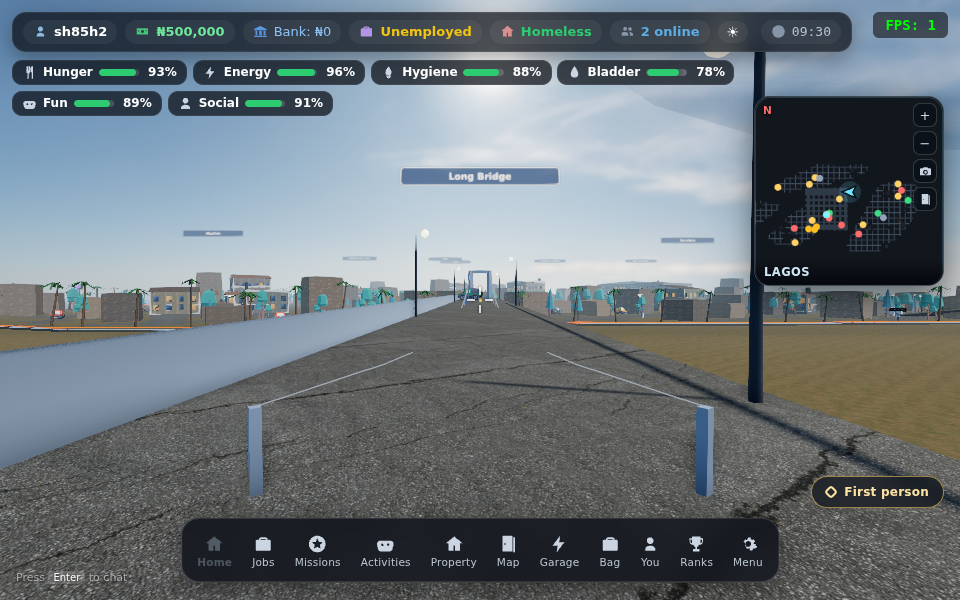 sh85h2 ₦500,000 Bank: ₦0 Unemployed Homeless 2 online 09:30
FPS: 1
Hunger 93% Energy 96% Hygiene 88% Bladder 78%
Fun 89% Social 91%
N
+
−
Long Bridge
LAGOS
First person
Home Jobs Missions Activities Property Map Garage Bag You Ranks Menu
Press Enter to chat